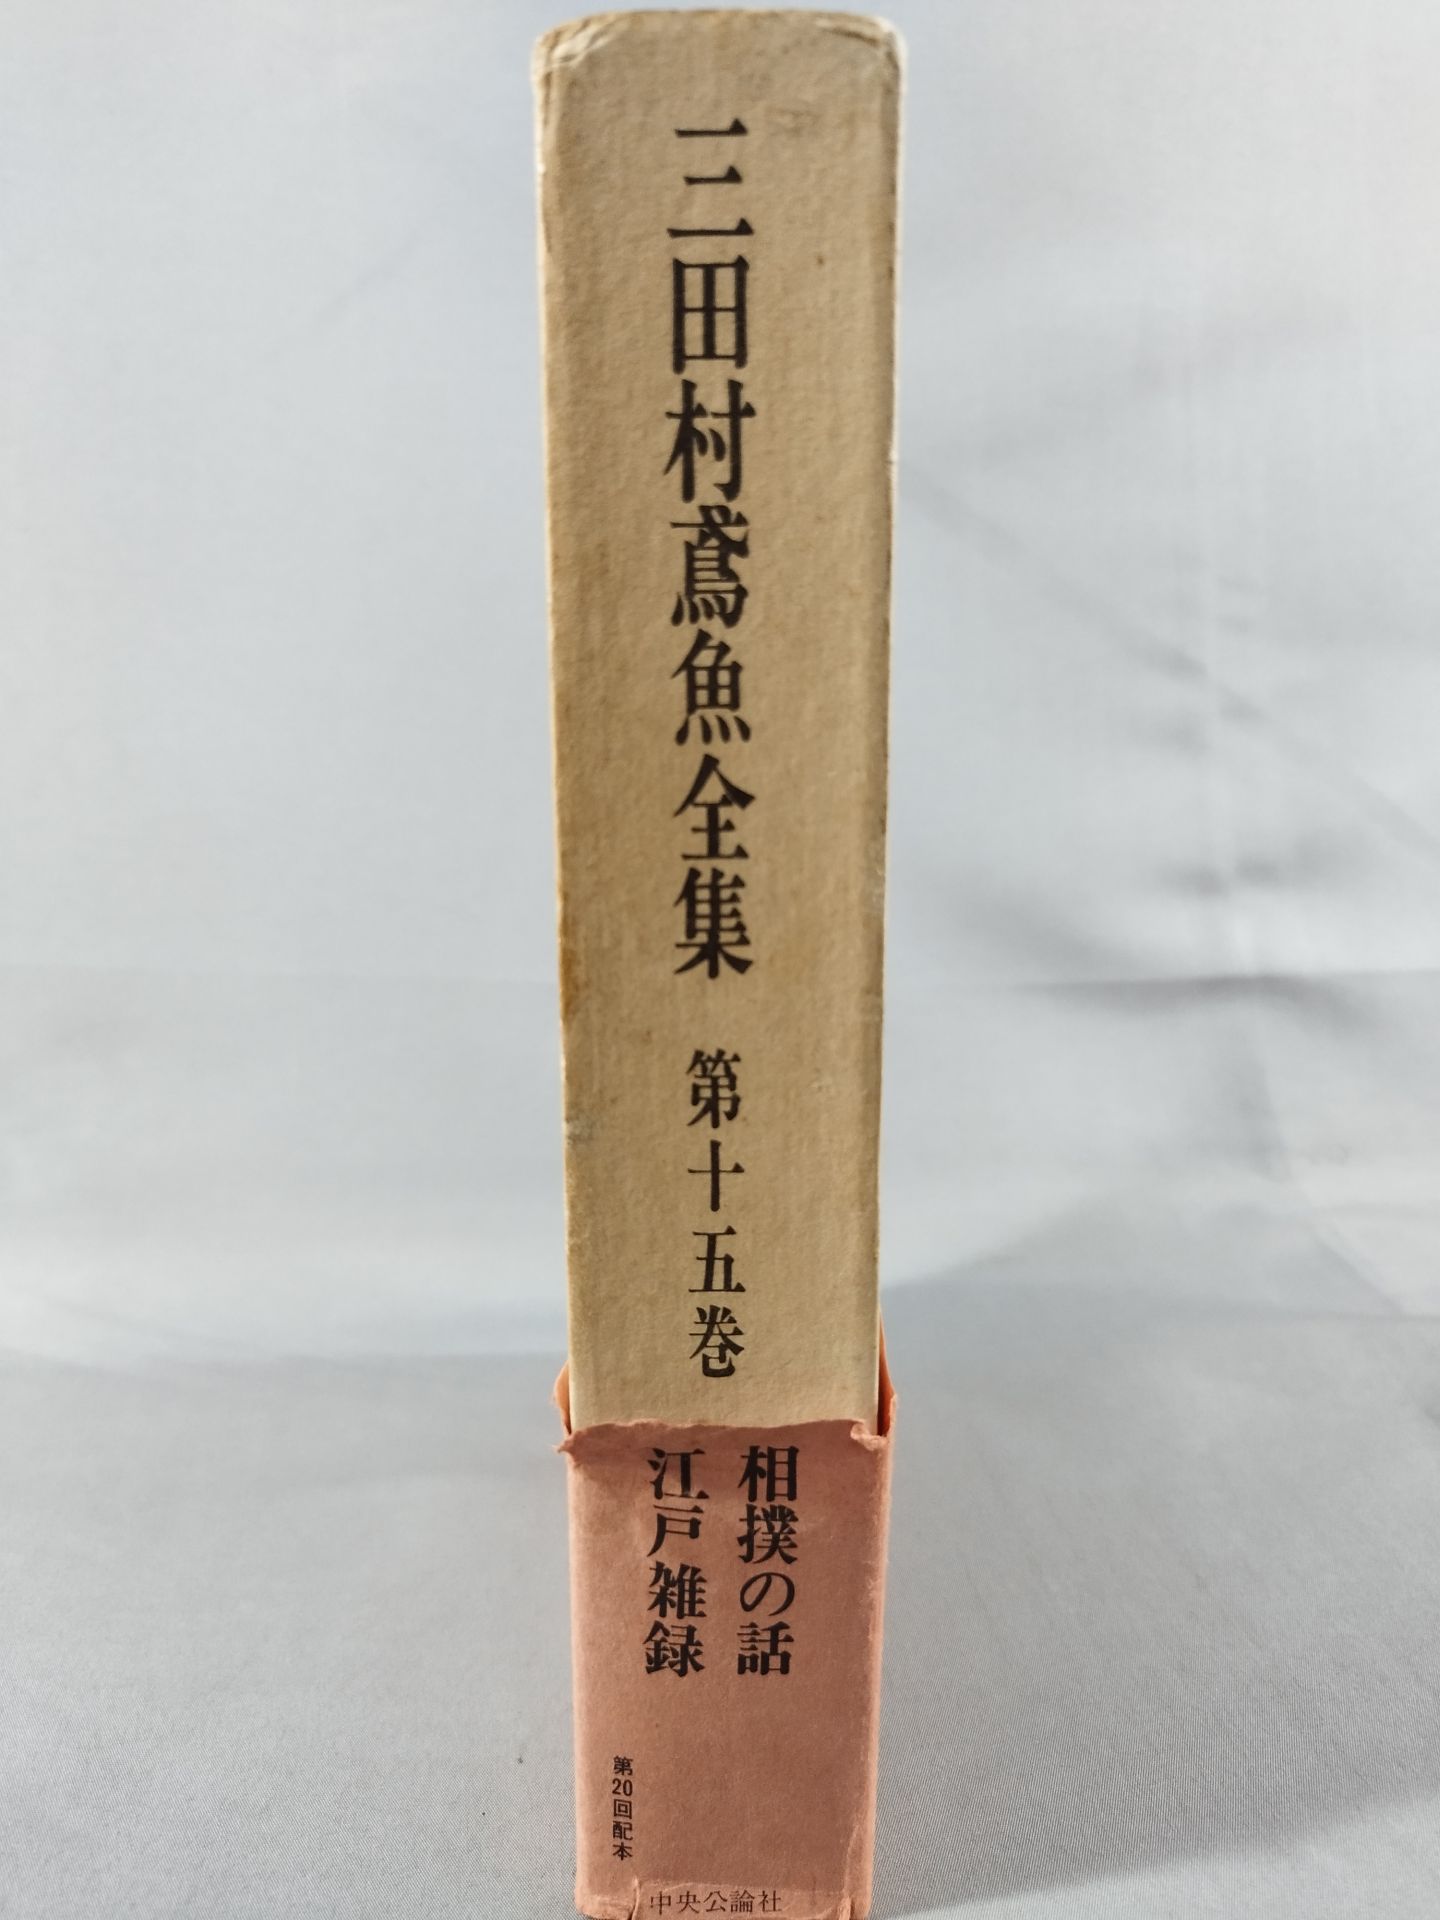 三田村鳶魚全集 第十五巻
相撲の話
江戸雑録
第20回配本
中央公論社